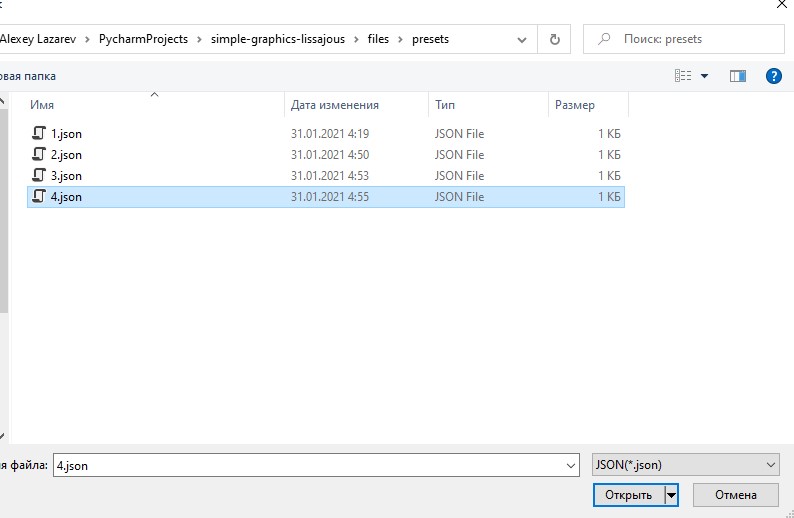 Alexey Lazarev > PycharmProjects > simple-graphics-lissajous > files > presets
Поиск: presets
папка
Имя Дата изменения Тип Размер
1.json 31.01.2021 4:19 JSON File 1 КБ
2.json 31.01.2021 4:50 JSON File 1 КБ
3.json 31.01.2021 4:53 JSON File 1 КБ
4.json 31.01.2021 4:55 JSON File 1 КБ
файла: 4.json JSON(*.json)
Открыть Отмена